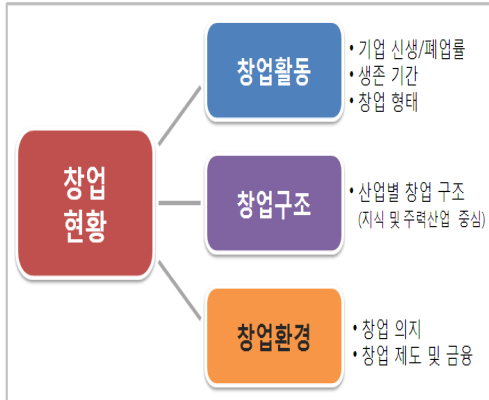 창업
현황
창업활동
• 기업 신생/폐업률
• 생존 기간
• 창업 형태
창업구조
• 산업별 창업 구조
(지식 및 주력산업 중심)
창업환경
• 창업 의지
• 창업 제도 및 금융